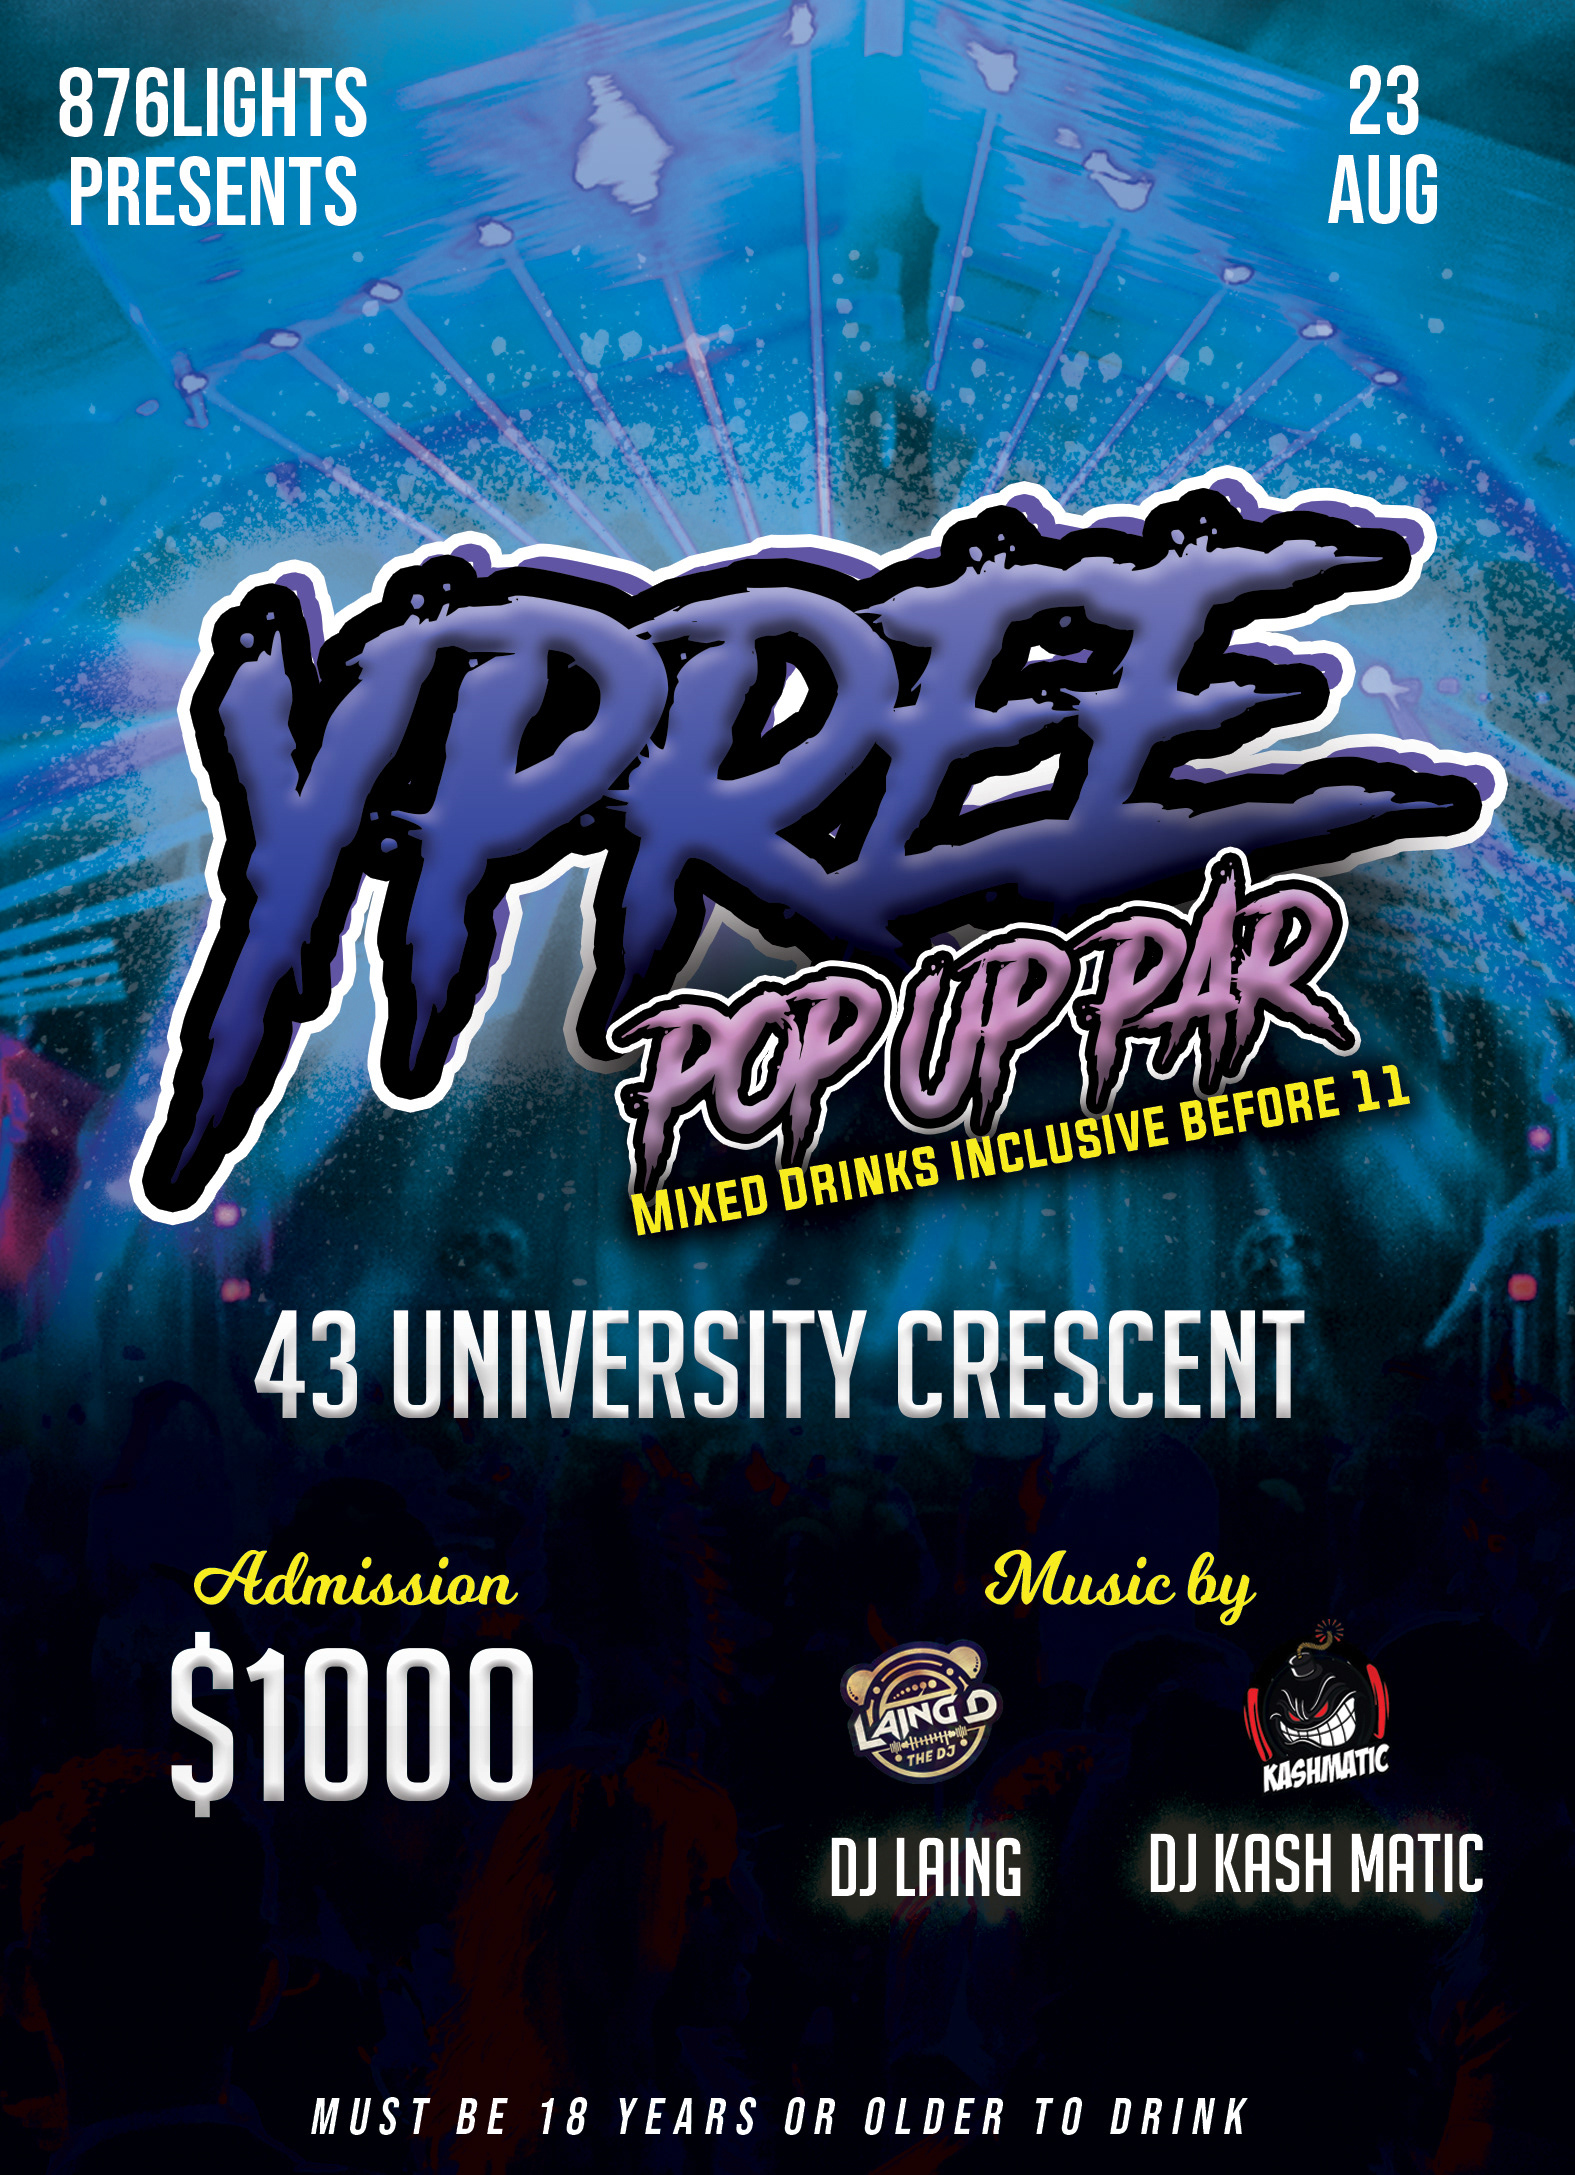 876LIGHTS
PRESENTS
23
AUG
YPREE
POP UP PAR
MIXED DRINKS INCLUSIVE BEFORE 11
43 UNIVERSITY CRESCENT
Admission
$1000
Music by
LAING D
THE DJ
KASHMATIC
DJ LAING
DJ KASH MATIC
MUST BE 18 YEARS OR OLDER TO DRINK